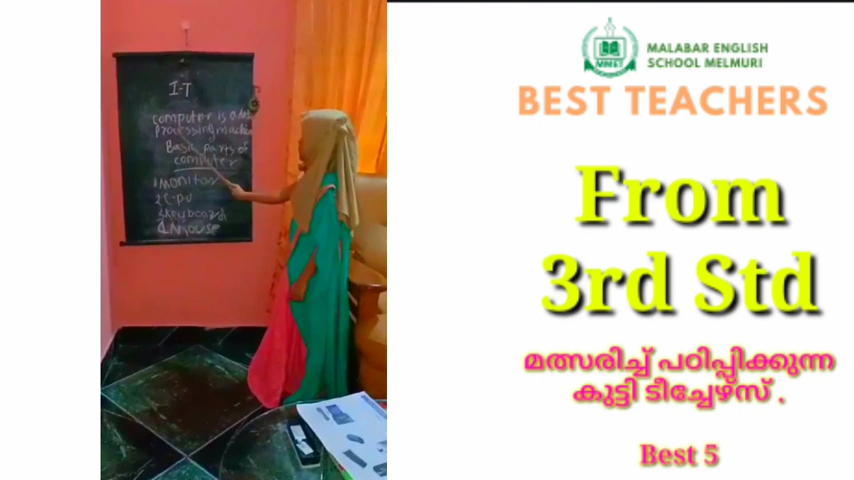 I-T
computer is a data
processing machine
Basic parts of
computer
1 monitor
2 C-pu
3 Keyboard
4 Mouse
MALABAR ENGLISH
SCHOOL MELMURI
BEST TEACHERS
From
3rd Std
മത്സരിച്ച് പഠിപ്പിക്കുന്ന
കുട്ടി ടീച്ചേഴ്സ് .
Best 5